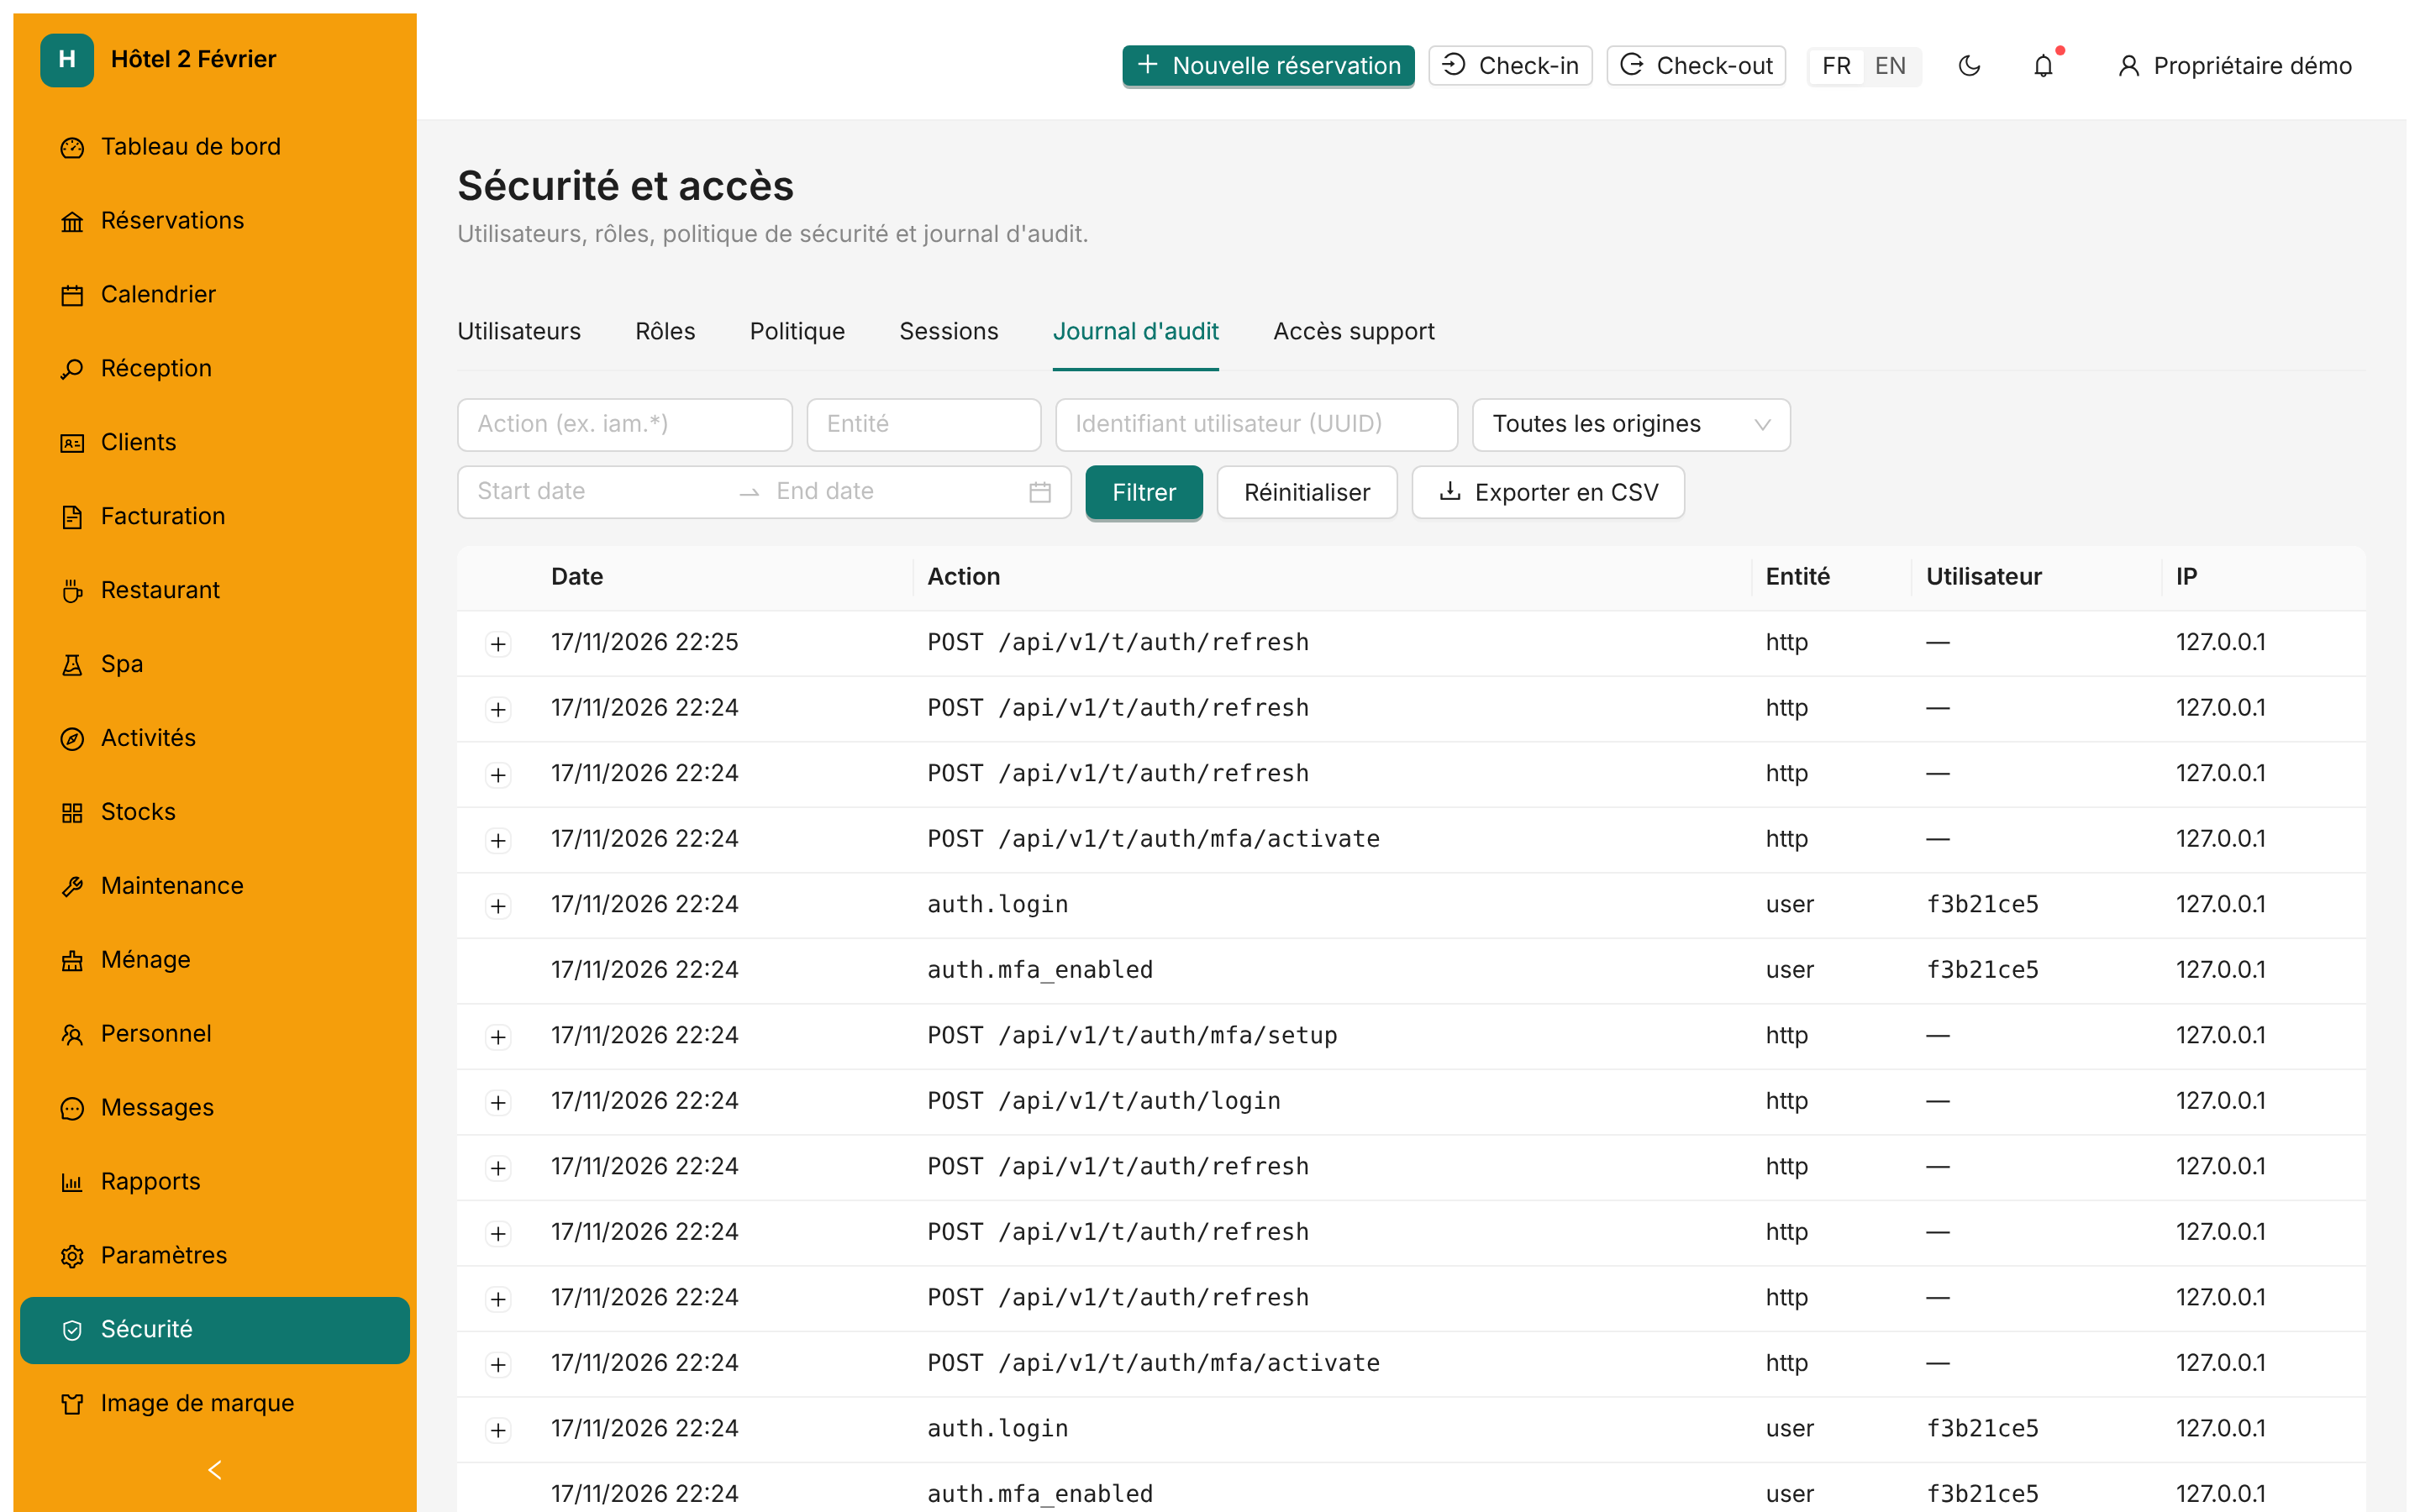 H Hôtel 2 Février
Nouvelle réservation Check-in Check-out FR EN Propriétaire démo
Tableau de bord
Réservations
Calendrier
Réception
Clients
Facturation
Restaurant
Spa
Activités
Stocks
Maintenance
Ménage
Personnel
Messages
Rapports
Paramètres
Sécurité
Image de marque
Sécurité et accès
Utilisateurs, rôles, politique de sécurité et journal d'audit.
Utilisateurs Rôles Politique Sessions Journal d'audit Accès support
Action (ex. iam.*) Entité Identifiant utilisateur (UUID) Toutes les origines
Start date End date Filtrer Réinitialiser Exporter en CSV
Date Action Entité Utilisateur IP
17/11/2026 22:25 POST /api/v1/t/auth/refresh http — 127.0.0.1
17/11/2026 22:24 POST /api/v1/t/auth/refresh http — 127.0.0.1
17/11/2026 22:24 POST /api/v1/t/auth/refresh http — 127.0.0.1
17/11/2026 22:24 POST /api/v1/t/auth/mfa/activate http — 127.0.0.1
17/11/2026 22:24 auth.login user f3b21ce5 127.0.0.1
17/11/2026 22:24 auth.mfa_enabled user f3b21ce5 127.0.0.1
17/11/2026 22:24 POST /api/v1/t/auth/mfa/setup http — 127.0.0.1
17/11/2026 22:24 POST /api/v1/t/auth/login http — 127.0.0.1
17/11/2026 22:24 POST /api/v1/t/auth/refresh http — 127.0.0.1
17/11/2026 22:24 POST /api/v1/t/auth/refresh http — 127.0.0.1
17/11/2026 22:24 POST /api/v1/t/auth/refresh http — 127.0.0.1
17/11/2026 22:24 POST /api/v1/t/auth/mfa/activate http — 127.0.0.1
17/11/2026 22:24 auth.login user f3b21ce5 127.0.0.1
17/11/2026 22:24 auth.mfa_enabled user f3b21ce5 127.0.0.1